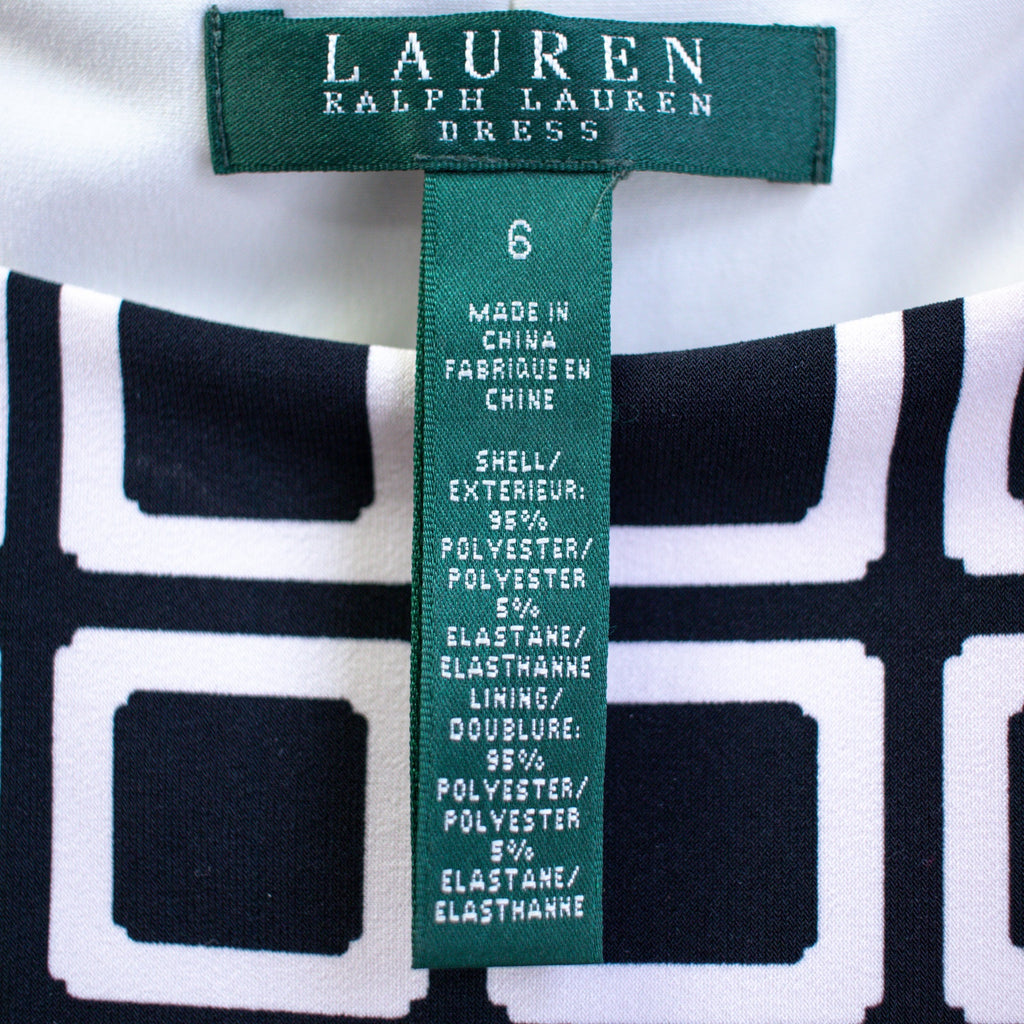 LAUREN
RALPH LAUREN
DRESS
6
MADE IN
CHINA
FABRIQUE EN
CHINE
SHELL/
EXTERIEUR:
95%
POLYESTER/
POLYESTER
5%
ELASTANE/
ELASTHANNE
LINING/
DOUBLURE:
95%
POLYESTER/
POLYESTER
5%
ELASTANE/
ELASTHANNE